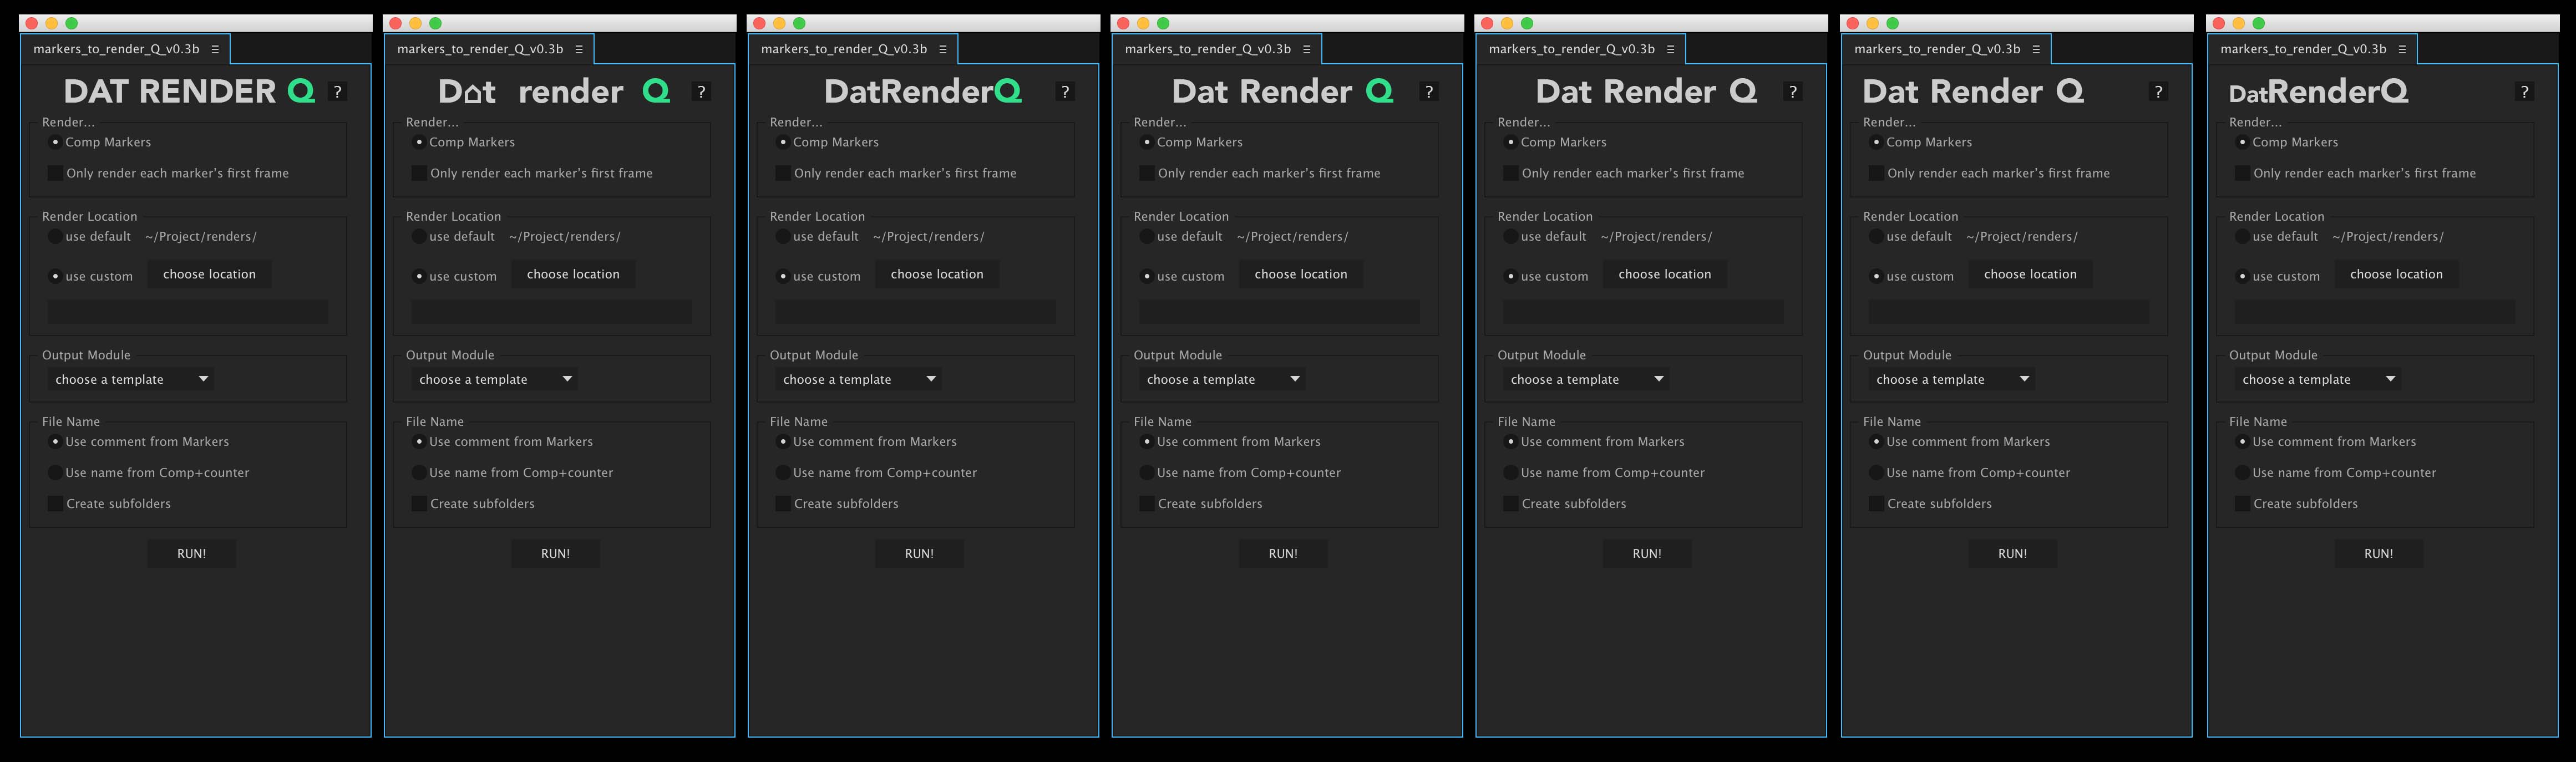 markers_to_render_Q_v0.3b
DAT RENDER Q ?
Render...
Comp Markers
Only render each marker's first frame
Render Location
use default ~/Project/renders/
use custom choose location
Output Module
choose a template
File Name
Use comment from Markers
Use name from Comp+counter
Create subfolders
RUN!
markers_to_render_Q_v0.3b
Dat render Q ?
Render...
Comp Markers
Only render each marker's first frame
Render Location
use default ~/Project/renders/
use custom choose location
Output Module
choose a template
File Name
Use comment from Markers
Use name from Comp+counter
Create subfolders
RUN!
markers_to_render_Q_v0.3b
DatRenderQ ?
Render...
Comp Markers
Only render each marker's first frame
Render Location
use default ~/Project/renders/
use custom choose location
Output Module
choose a template
File Name
Use comment from Markers
Use name from Comp+counter
Create subfolders
RUN!
markers_to_render_Q_v0.3b
Dat Render Q ?
Render...
Comp Markers
Only render each marker's first frame
Render Location
use default ~/Project/renders/
use custom choose location
Output Module
choose a template
File Name
Use comment from Markers
Use name from Comp+counter
Create subfolders
RUN!
markers_to_render_Q_v0.3b
Dat Render Q ?
Render...
Comp Markers
Only render each marker's first frame
Render Location
use default ~/Project/renders/
use custom choose location
Output Module
choose a template
File Name
Use comment from Markers
Use name from Comp+counter
Create subfolders
RUN!
markers_to_render_Q_v0.3b
Dat Render Q ?
Render...
Comp Markers
Only render each marker's first frame
Render Location
use default ~/Project/renders/
use custom choose location
Output Module
choose a template
File Name
Use comment from Markers
Use name from Comp+counter
Create subfolders
RUN!
markers_to_render_Q_v0.3b
DatRenderQ ?
Render...
Comp Markers
Only render each marker's first frame
Render Location
use default ~/Project/renders/
use custom choose location
Output Module
choose a template
File Name
Use comment from Markers
Use name from Comp+counter
Create subfolders
RUN!